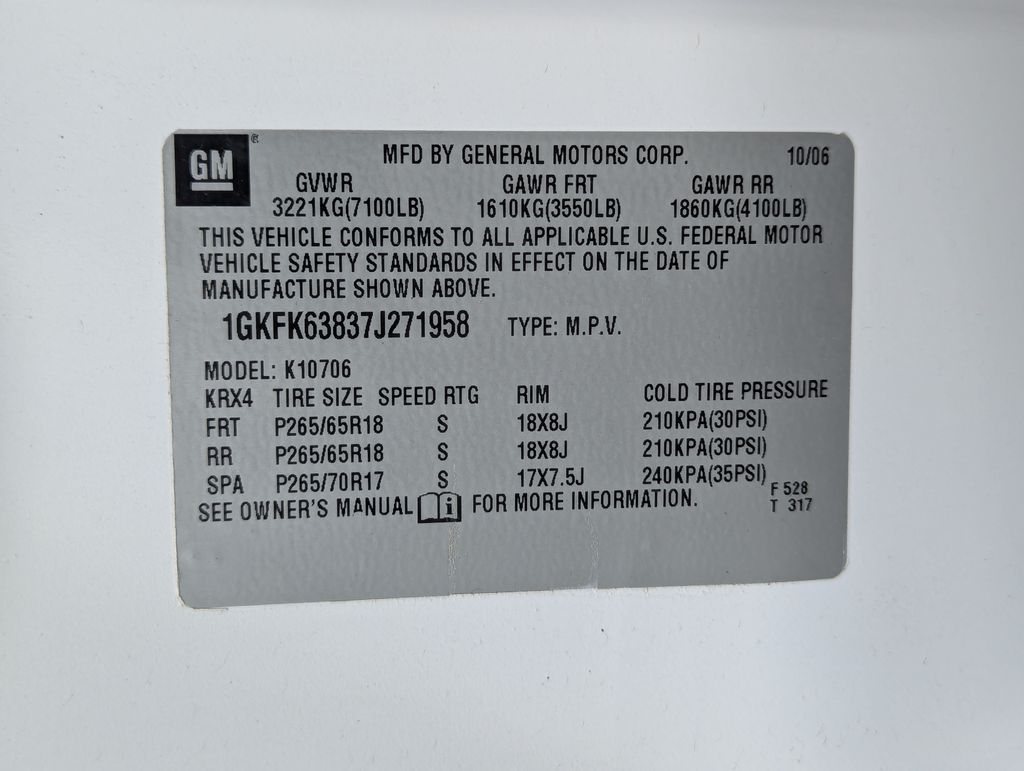 GM® MFD BY GENERAL MOTORS CORP. 10/06
GVWR GAWR FRT GAWR RR
3221KG(7100LB) 1610KG(3550LB) 1860KG(4100LB)
THIS VEHICLE CONFORMS TO ALL APPLICABLE U.S. FEDERAL MOTOR
VEHICLE SAFETY STANDARDS IN EFFECT ON THE DATE OF
MANUFACTURE SHOWN ABOVE.
1GKFK63837J271958 TYPE: M.P.V.
MODEL: K10706
KRX4 TIRE SIZE SPEED RTG RIM COLD TIRE PRESSURE
FRT P265/65R18 S 18X8J 210KPA(30PSI)
RR P265/65R18 S 18X8J 210KPA(30PSI)
SPA P265/70R17 S 17X7.5J 240KPA(35PSI)
F 528
SEE OWNER'S MANUAL i FOR MORE INFORMATION. T 317